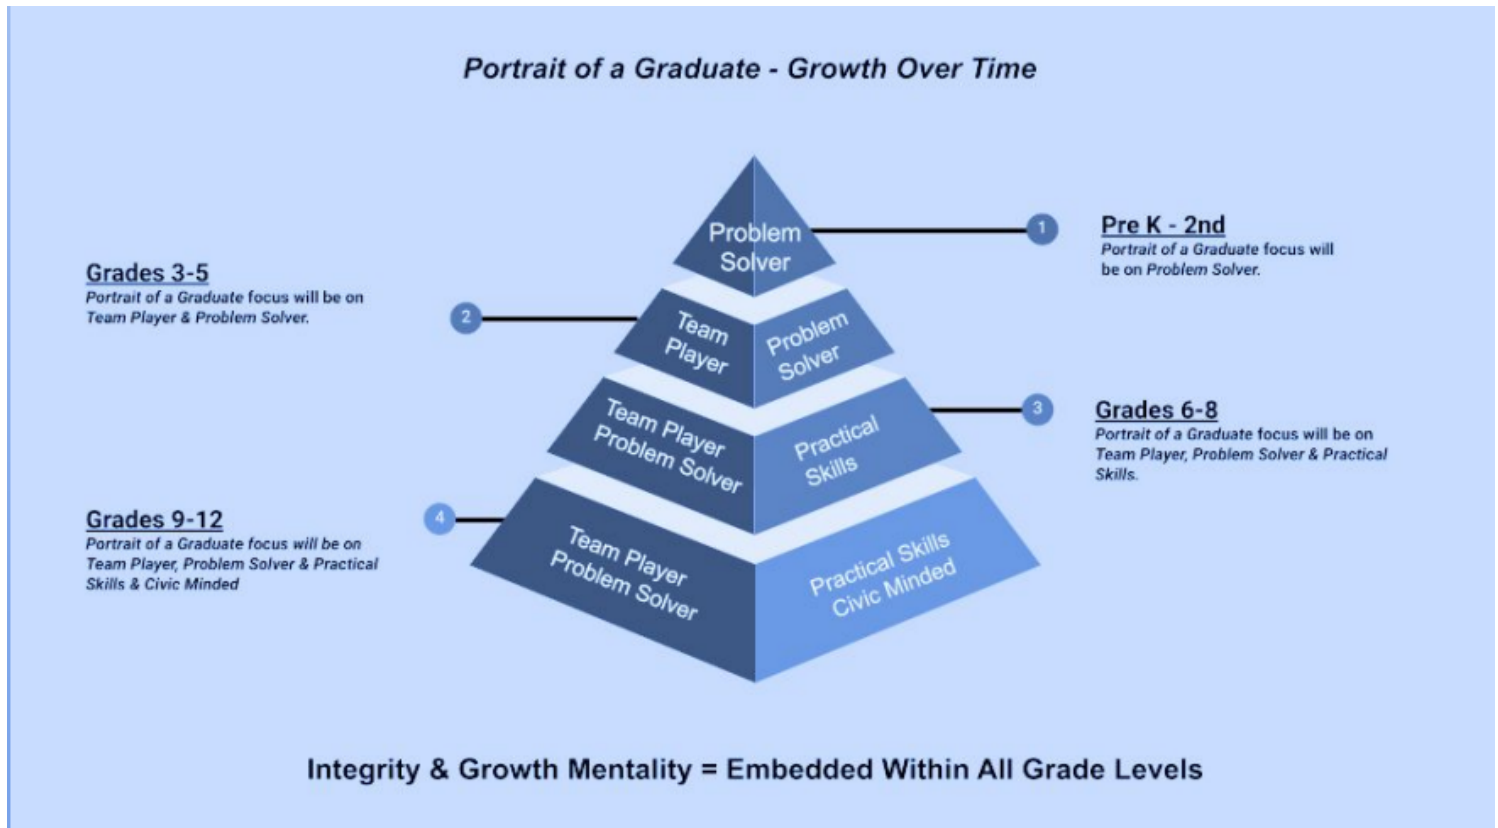 Portrait of a Graduate - Growth Over Time
Problem
Solver
1
Pre K - 2nd
Portrait of a Graduate focus will
be on Problem Solver.
Grades 3-5
Portrait of a Graduate focus will be on
Team Player & Problem Solver.
2
Team
Player
Problem
Solver
Team Player
Problem Solver
Practical
Skills
3
Grades 6-8
Portrait of a Graduate focus will be on
Team Player, Problem Solver & Practical
Skills.
Grades 9-12
Portrait of a Graduate focus will be on
Team Player, Problem Solver & Practical
Skills & Civic Minded
4
Team Player
Problem Solver
Practical Skills
Civic Minded
Integrity & Growth Mentality = Embedded Within All Grade Levels